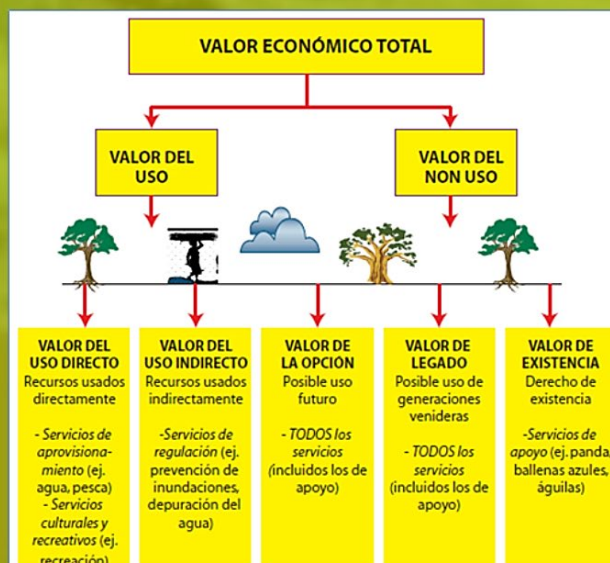 VALOR ECONÓMICO TOTAL
VALOR DEL
USO
VALOR DEL
NON USO
VALOR DEL
USO DIRECTO
Recursos usados
directamente
- Servicios de
aprovisiona-
miento (ej.
agua, pesca)
- Servicios
culturales y
recreativos (ej.
recreación)
VALOR DEL
USO INDIRECTO
Recursos usados
indirectamente
-Servicios de
regulación (ej.
prevención de
inundaciones,
depuración del
agua)
VALOR DE
LA OPCIÓN
Posible uso
futuro
- TODOS los
servicios
(incluidos los de
apoyo)
VALOR DE
LEGADO
Posible uso de
generaciones
venideras
- TODOS los
servicios
(incluidos los de
apoyo)
VALOR DE
EXISTENCIA
Derecho de
existencia
-Servicios de
apoyo (ej. panda,
ballenas azules,
águilas)